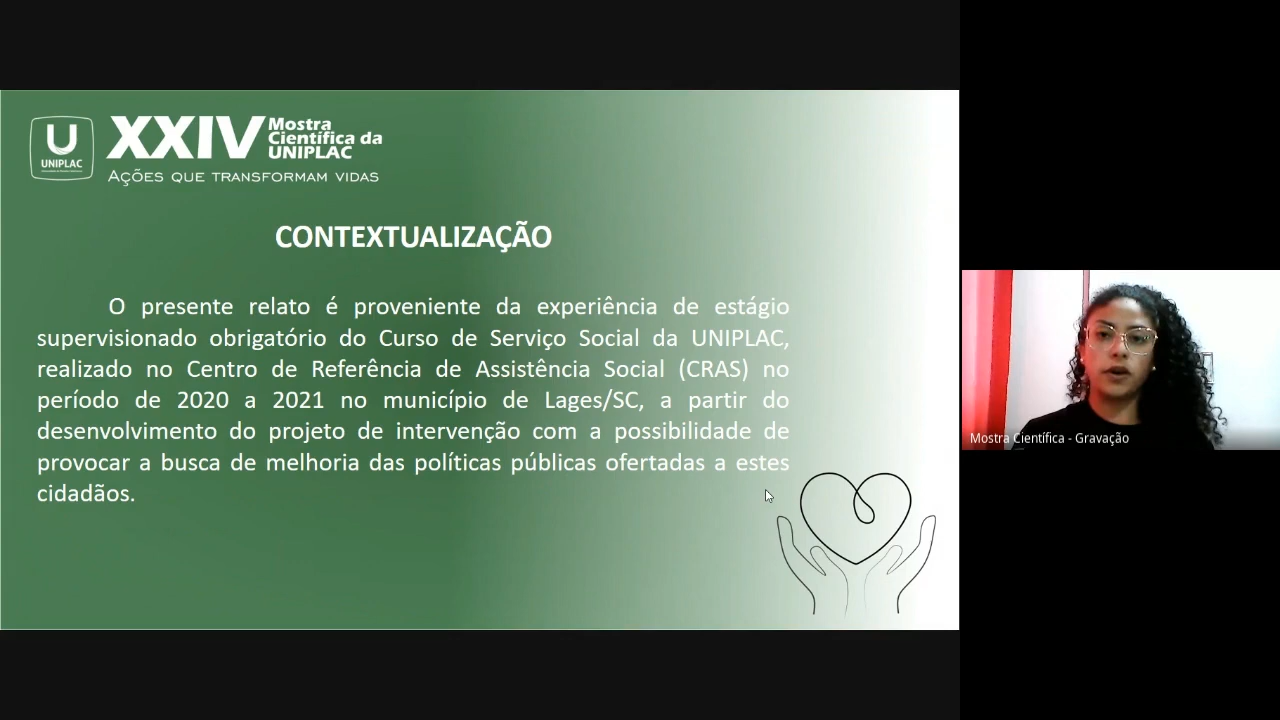 U
UNIPLAC
XXIV Mostra
Científica da
UNIPLAC
AÇÕES QUE TRANSFORMAM VIDAS
CONTEXTUALIZAÇÃO
O presente relato é proveniente da experiência de estágio
supervisionado obrigatório do Curso de Serviço Social da UNIPLAC,
realizado no Centro de Referência de Assistência Social (CRAS) no
período de 2020 a 2021 no município de Lages/SC, a partir do
desenvolvimento do projeto de intervenção com a possibilidade de
provocar a busca de melhoria das políticas públicas ofertadas a estes
cidadãos.
Mostra Científica - Gravação